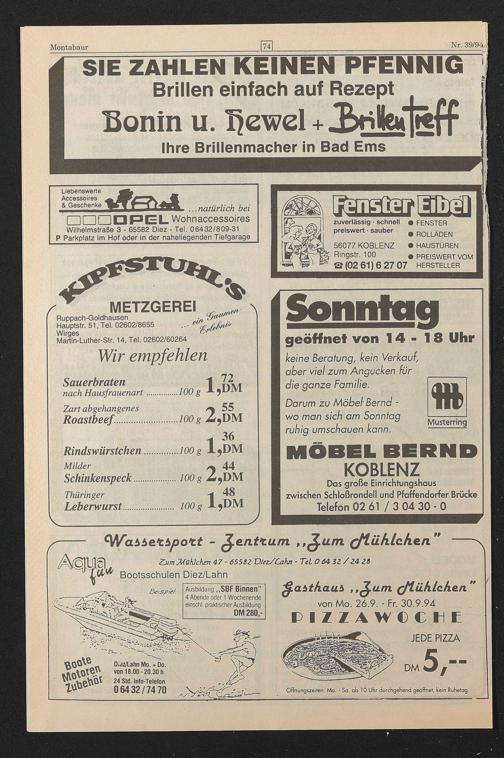 Montabaur
74
Nr. 39/94
SIE ZAHLEN KEINEN PFENNIG
Brillen einfach auf Rezept
Bonin u. Hewel + Brillentreff
Ihre Brillenmacher in Bad Ems
Liebenswerte
Accessoires
& Geschenke
...natürlich bei
OPEL Wohnaccessoires
Wilhelmstraße 3 - 65582 Diez - Tel. 06432/809-31
P Parkplatz im Hof oder in der naheliegenden Tiefgarage
Fenster Eibel
zuverlässig · schnell
preiswert · sauber
56077 KOBLENZ
Ringstr. 100
☎ (02 61) 6 27 07
● FENSTER
● ROLLÄDEN
● HAUSTÜREN
● PREISWERT VOM
HERSTELLER
KIPFSTUHL'S
METZGEREI
Ruppach-Goldhausen
Hauptstr. 51, Tel. 02602/8655
Wirges
Martin-Luther-Str. 14, Tel. 02602/60264
... ein Gaumen-
Erlebnis
Wir empfehlen
Sauerbraten
nach Hausfrauenart ............100 g 1,72 DM
Zart abgehangenes
Roastbeef......................100 g 2,55 DM
Rindswürstchen ....100 g 1,36 DM
Milder
Schinkenspeck.....100 g 2,44 DM
Thüringer
Leberwurst ..........100 g 1,48 DM
Sonntag
geöffnet von 14 - 18 Uhr
keine Beratung, kein Verkauf,
aber viel zum Angucken für
die ganze Familie.
Darum zu Möbel Bernd -
wo man sich am Sonntag
ruhig umschauen kann.
Musterring
MÖBEL BERND
KOBLENZ
Das große Einrichtungshaus
zwischen Schloßrondell und Pfaffendorfer Brücke
Telefon 02 61 / 3 04 30 - 0
Wassersport - Zentrum ,,Zum Mühlchen"
Zum Mühlchen 47 - 65582 Diez/Lahn - Tel. 0 64 32 / 24 28
Aqua fun
Bootsschulen Diez/Lahn
Beispiel:
Ausbildung „SBF Binnen"
4 Abende oder 1 Wochenende
einschl. praktischer Ausbildung
DM 280,-
Boote
Motoren
Zubehör
Diez/Lahn Mo. + Do.
von 18.00 - 20.30 h
24 Std. Info-Telefon
0 64 32 / 74 70
Gasthaus ,,Zum Mühlchen"
von Mo. 26.9. - Fr. 30.9.94
PIZZAWOCHE
JEDE PIZZA
DM 5,--
Öffnungszeiten: Mo. - Sa. ab 10 Uhr durchgehend geöffnet, kein Ruhetag